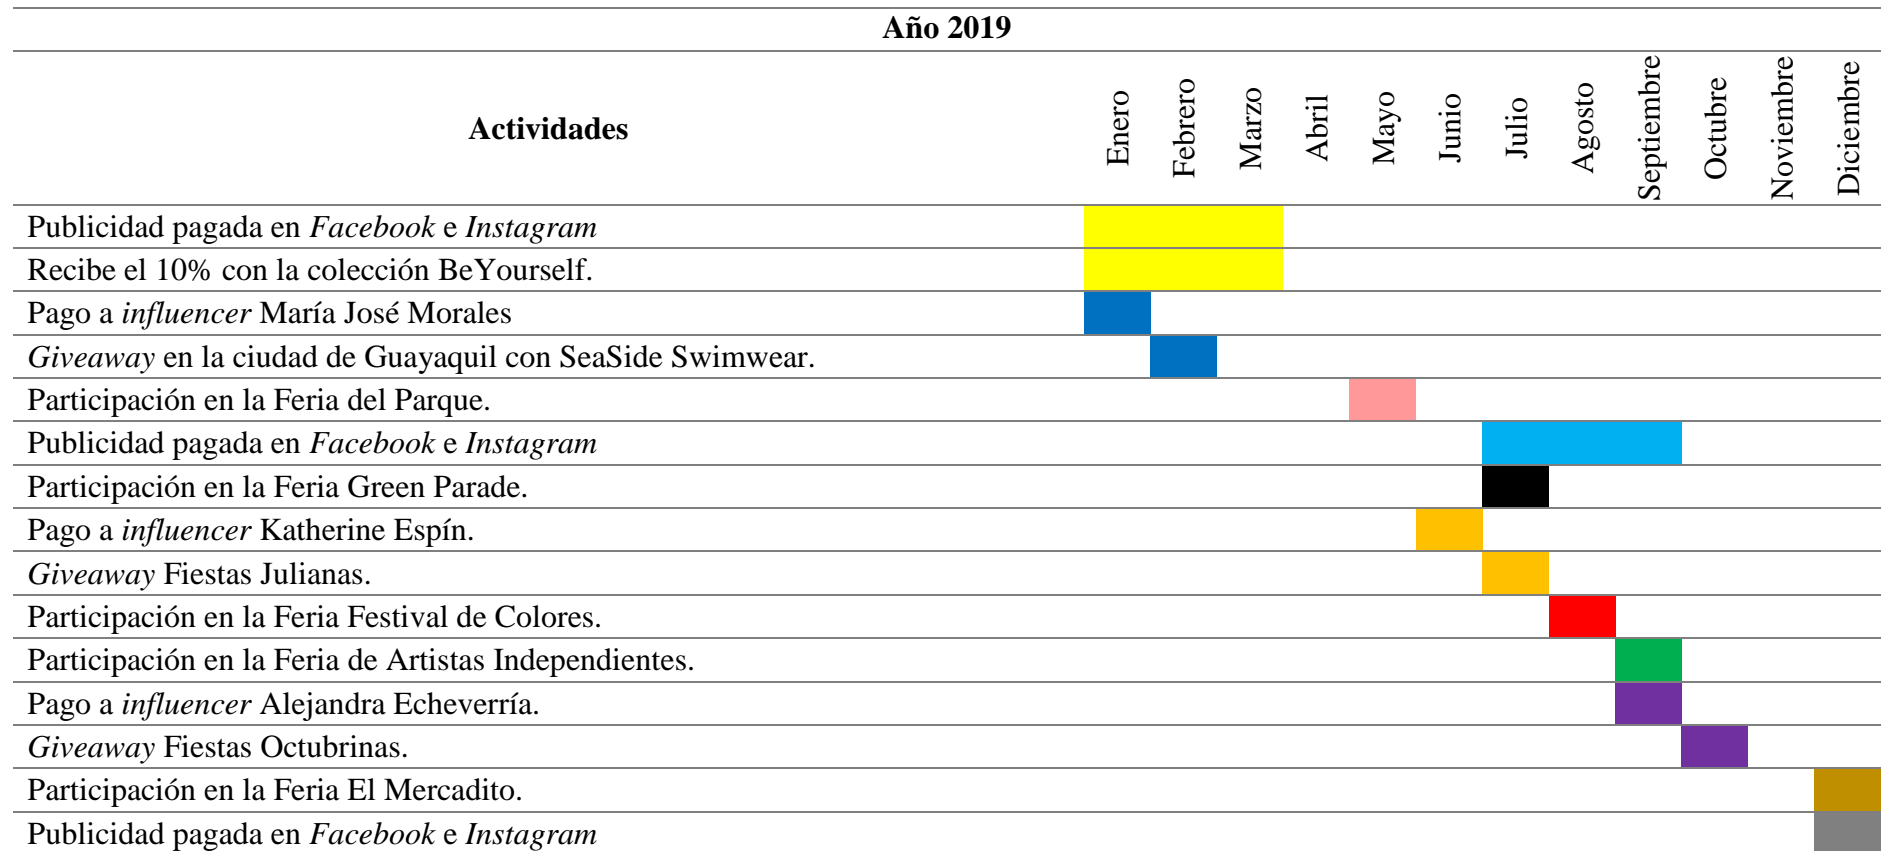 Año 2019
Actividades
Enero
Febrero
Marzo
Abril
Mayo
Junio
Julio
Agosto
Septiembre
Octubre
Noviembre
Diciembre
Publicidad pagada en Facebook e Instagram
Recibe el 10% con la colección BeYourself.
Pago a influencer María José Morales
Giveaway en la ciudad de Guayaquil con SeaSide Swimwear.
Participación en la Feria del Parque.
Publicidad pagada en Facebook e Instagram
Participación en la Feria Green Parade.
Pago a influencer Katherine Espín.
Giveaway Fiestas Julianas.
Participación en la Feria Festival de Colores.
Participación en la Feria de Artistas Independientes.
Pago a influencer Alejandra Echeverría.
Giveaway Fiestas Octubrinas.
Participación en la Feria El Mercadito.
Publicidad pagada en Facebook e Instagram